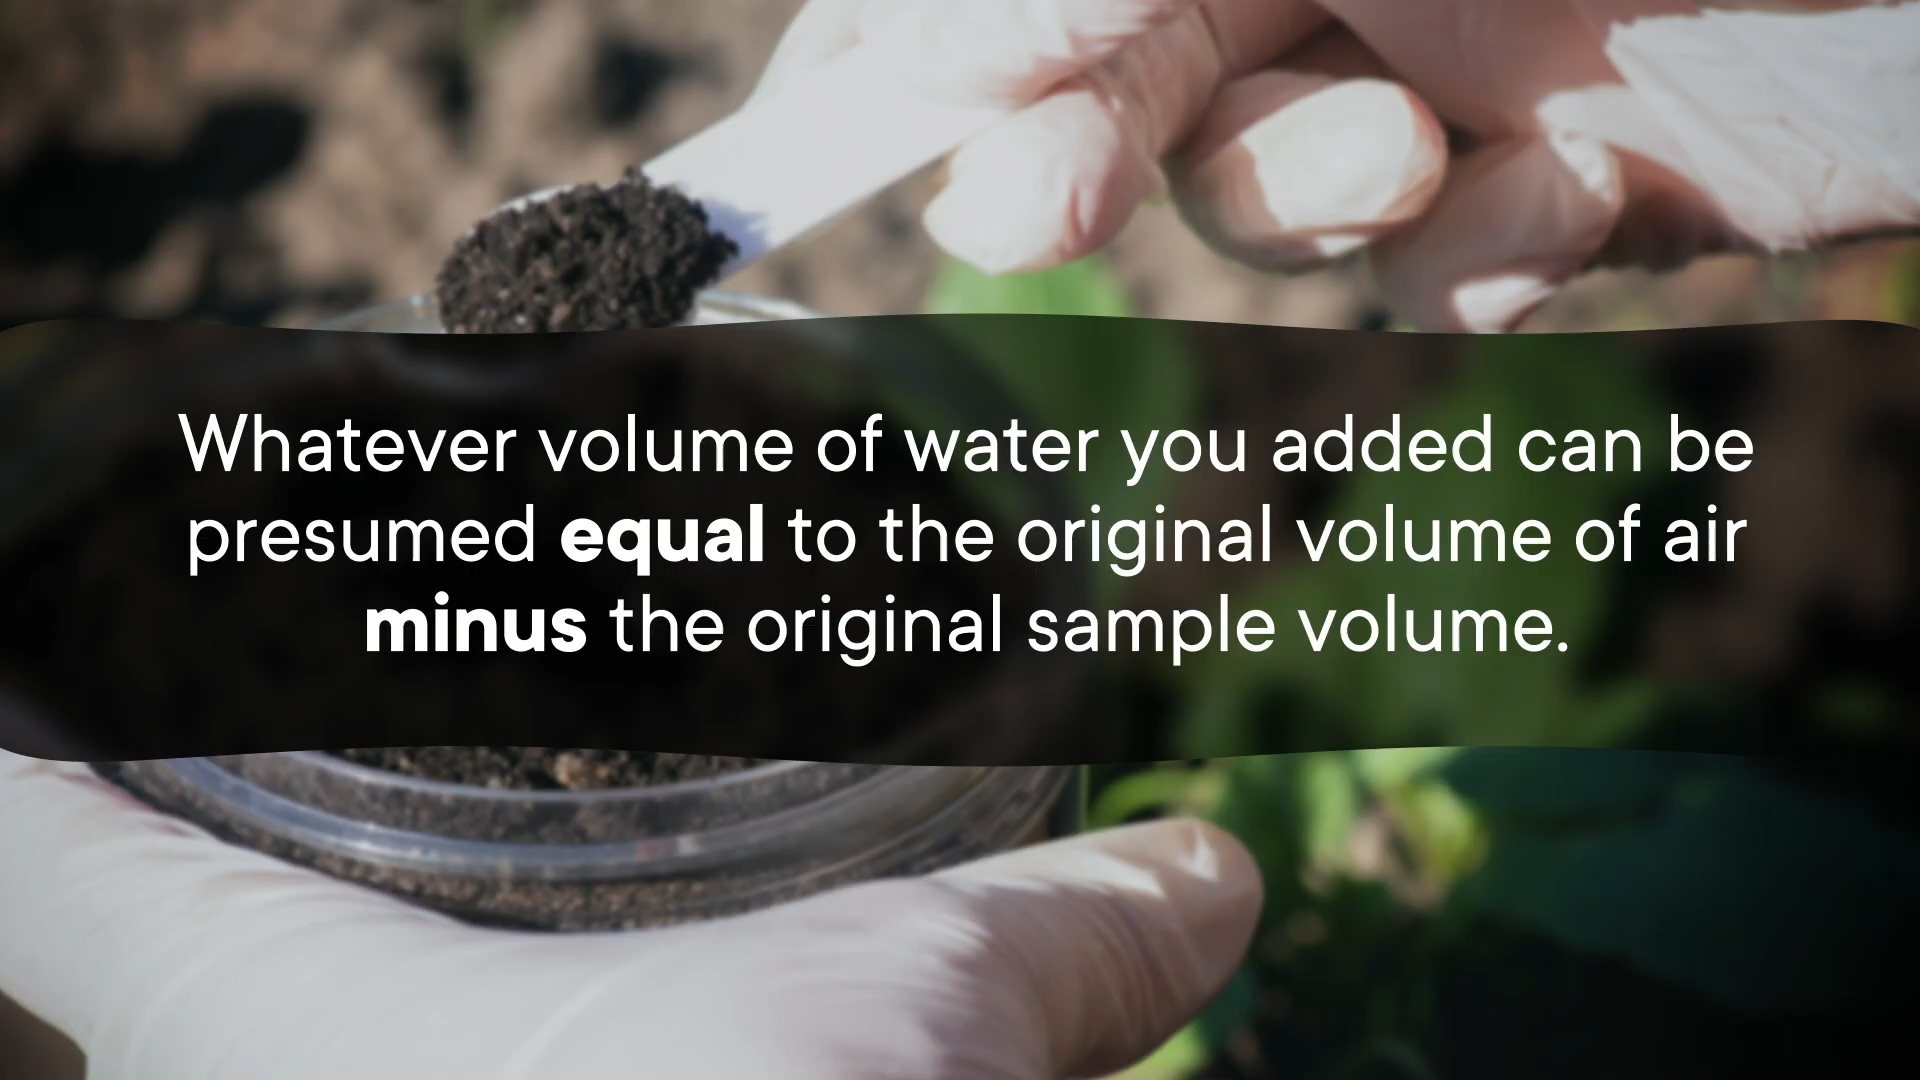 Whatever volume of water you added can be
presumed equal to the original volume of air
minus the original sample volume.